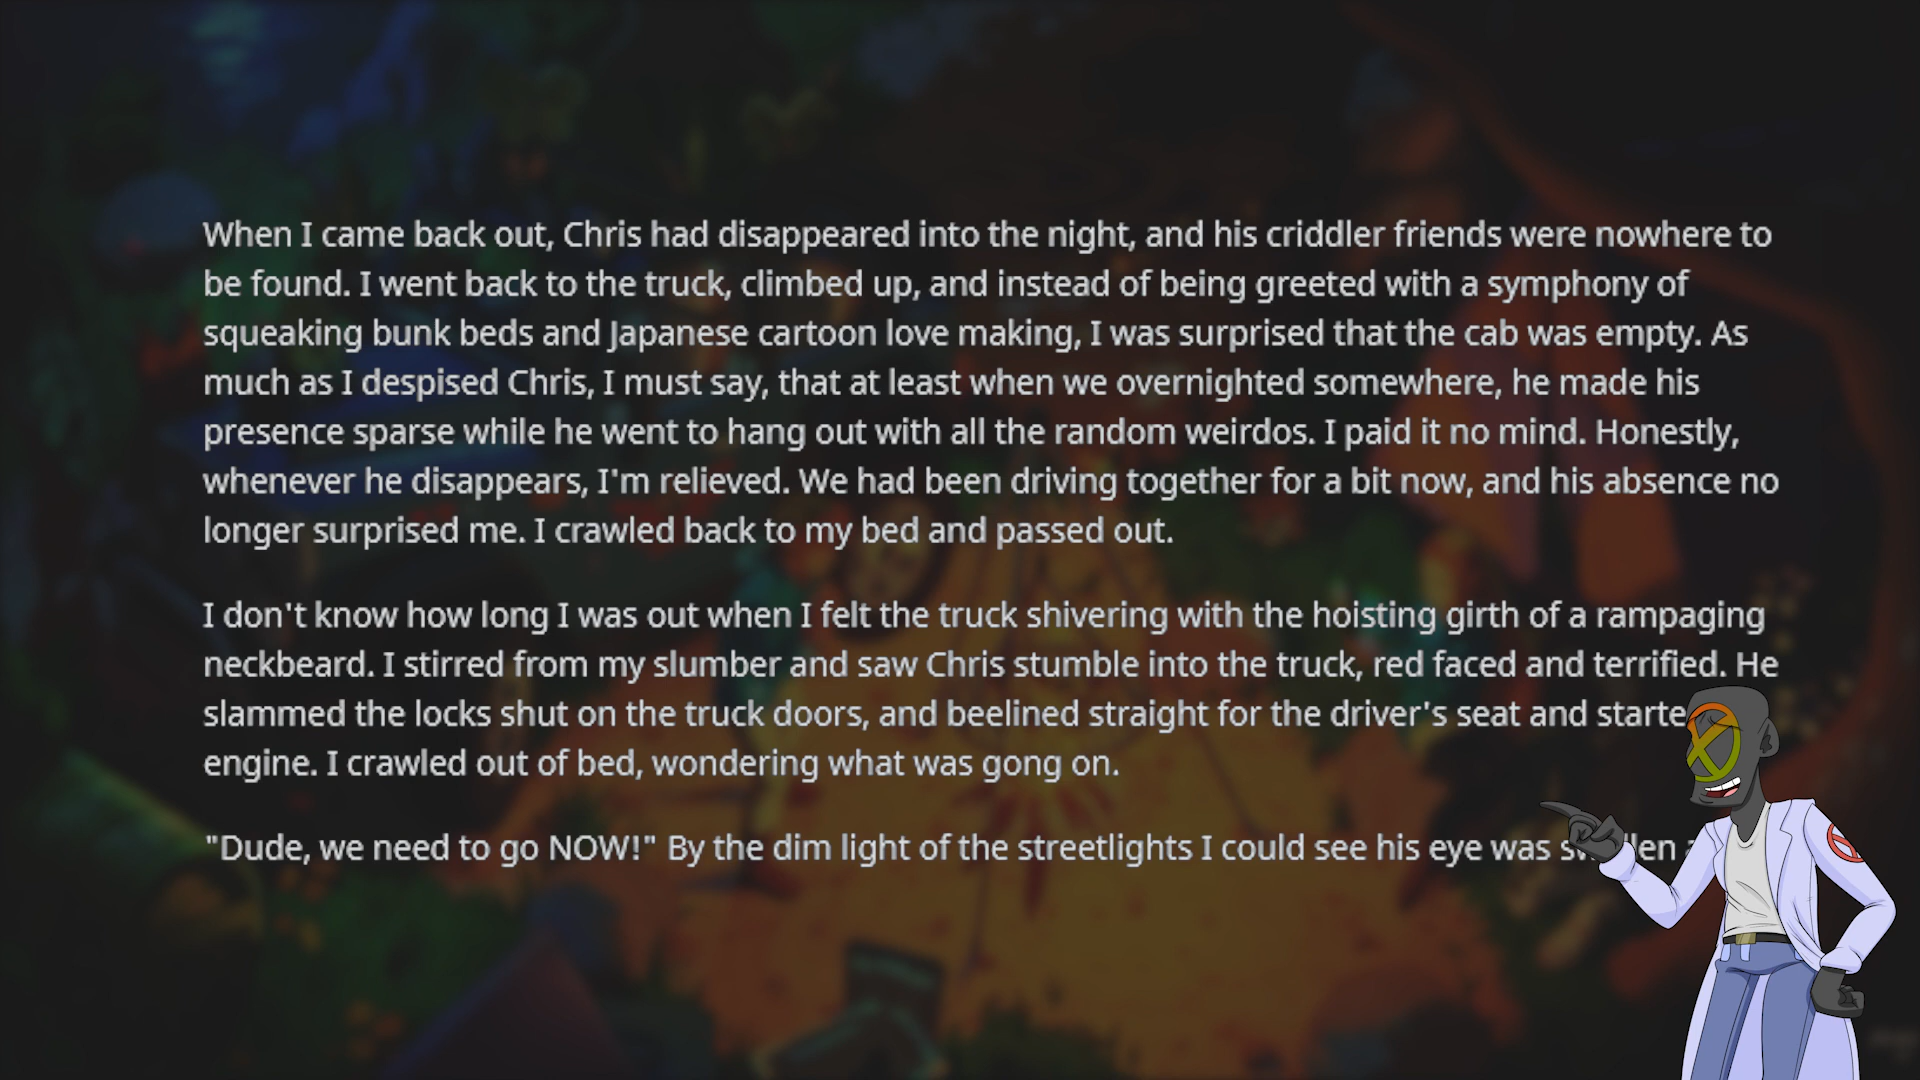 When I came back out, Chris had disappeared into the night, and his criddler friends were nowhere to
be found. I went back to the truck, climbed up, and instead of being greeted with a symphony of
squeaking bunk beds and Japanese cartoon love making, I was surprised that the cab was empty. As
much as I despised Chris, I must say, that at least when we overnighted somewhere, he made his
presence sparse while he went to hang out with all the random weirdos. I paid it no mind. Honestly,
whenever he disappears, I'm relieved. We had been driving together for a bit now, and his absence no
longer surprised me. I crawled back to my bed and passed out.
I don't know how long I was out when I felt the truck shivering with the hoisting girth of a rampaging
neckbeard. I stirred from my slumber and saw Chris stumble into the truck, red faced and terrified. He
slammed the locks shut on the truck doors, and beelined straight for the driver's seat and
engine. I crawled out of bed, wondering what was gong on.
"Dude, we need to go NOW!" By the dim light of the streetlights I could see his eye was